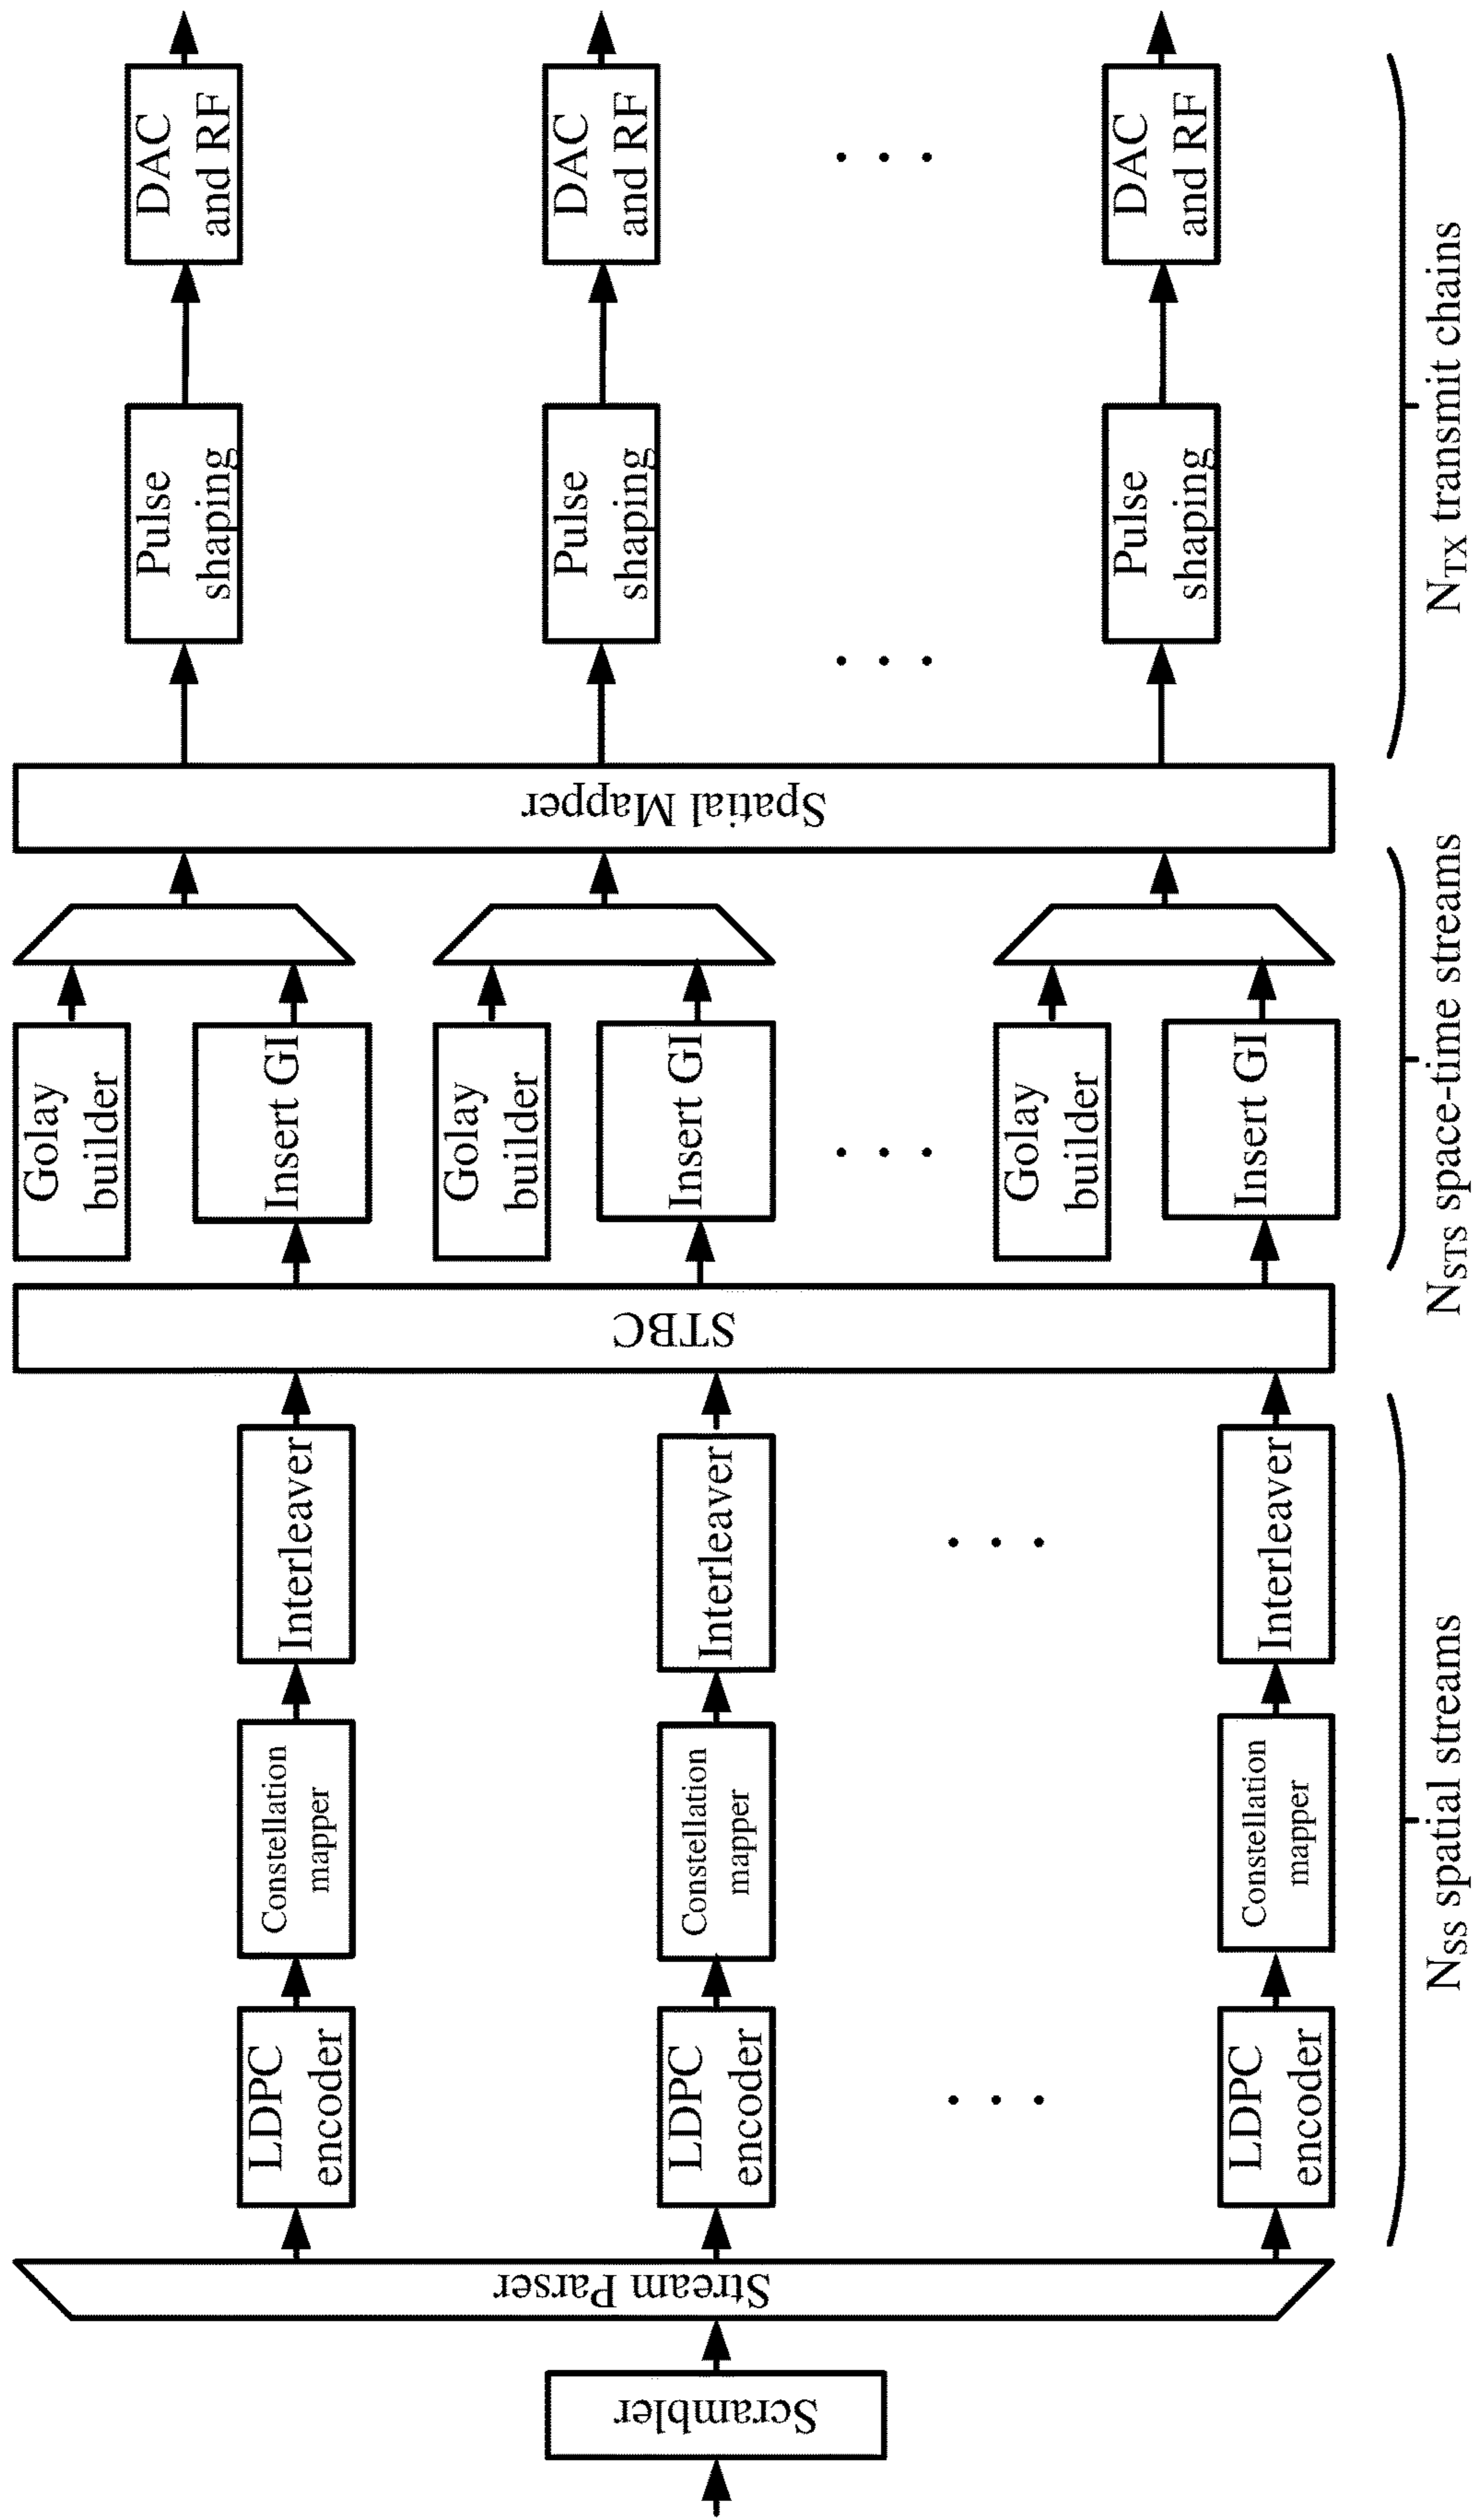 Scrambler
Stream Parser
LDPC
encoder
LDPC
encoder
LDPC
encoder
Constellation
mapper
Constellation
mapper
Constellation
mapper
Interleaver
Interleaver
Interleaver
STBC
Golay
builder
Insert GI
Golay
builder
Insert GI
Golay
builder
Insert GI
Spatial Mapper
Pulse
shaping
Pulse
shaping
Pulse
shaping
DAC
and RF
DAC
and RF
DAC
and RF
NSS spatial streams
NSTS space-time streams
NTX transmit chains